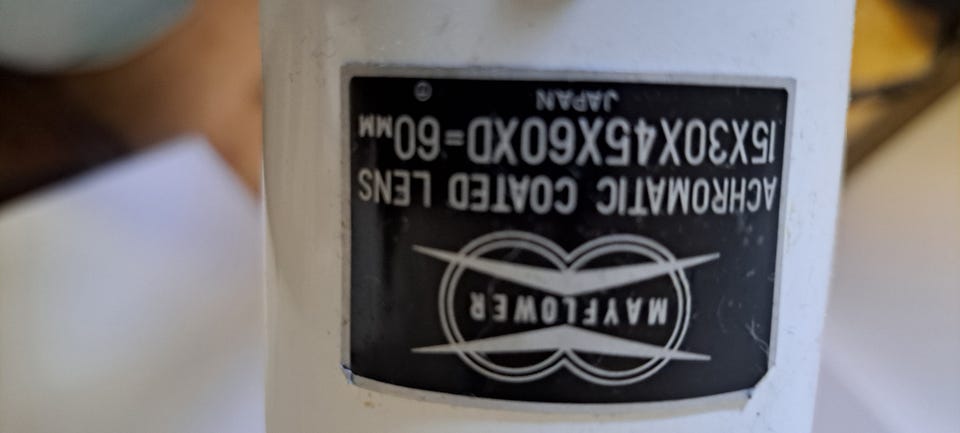 MAYFLOWER
ACHROMATIC COATED LENS
15X30X45X60XD=60MM
JAPAN